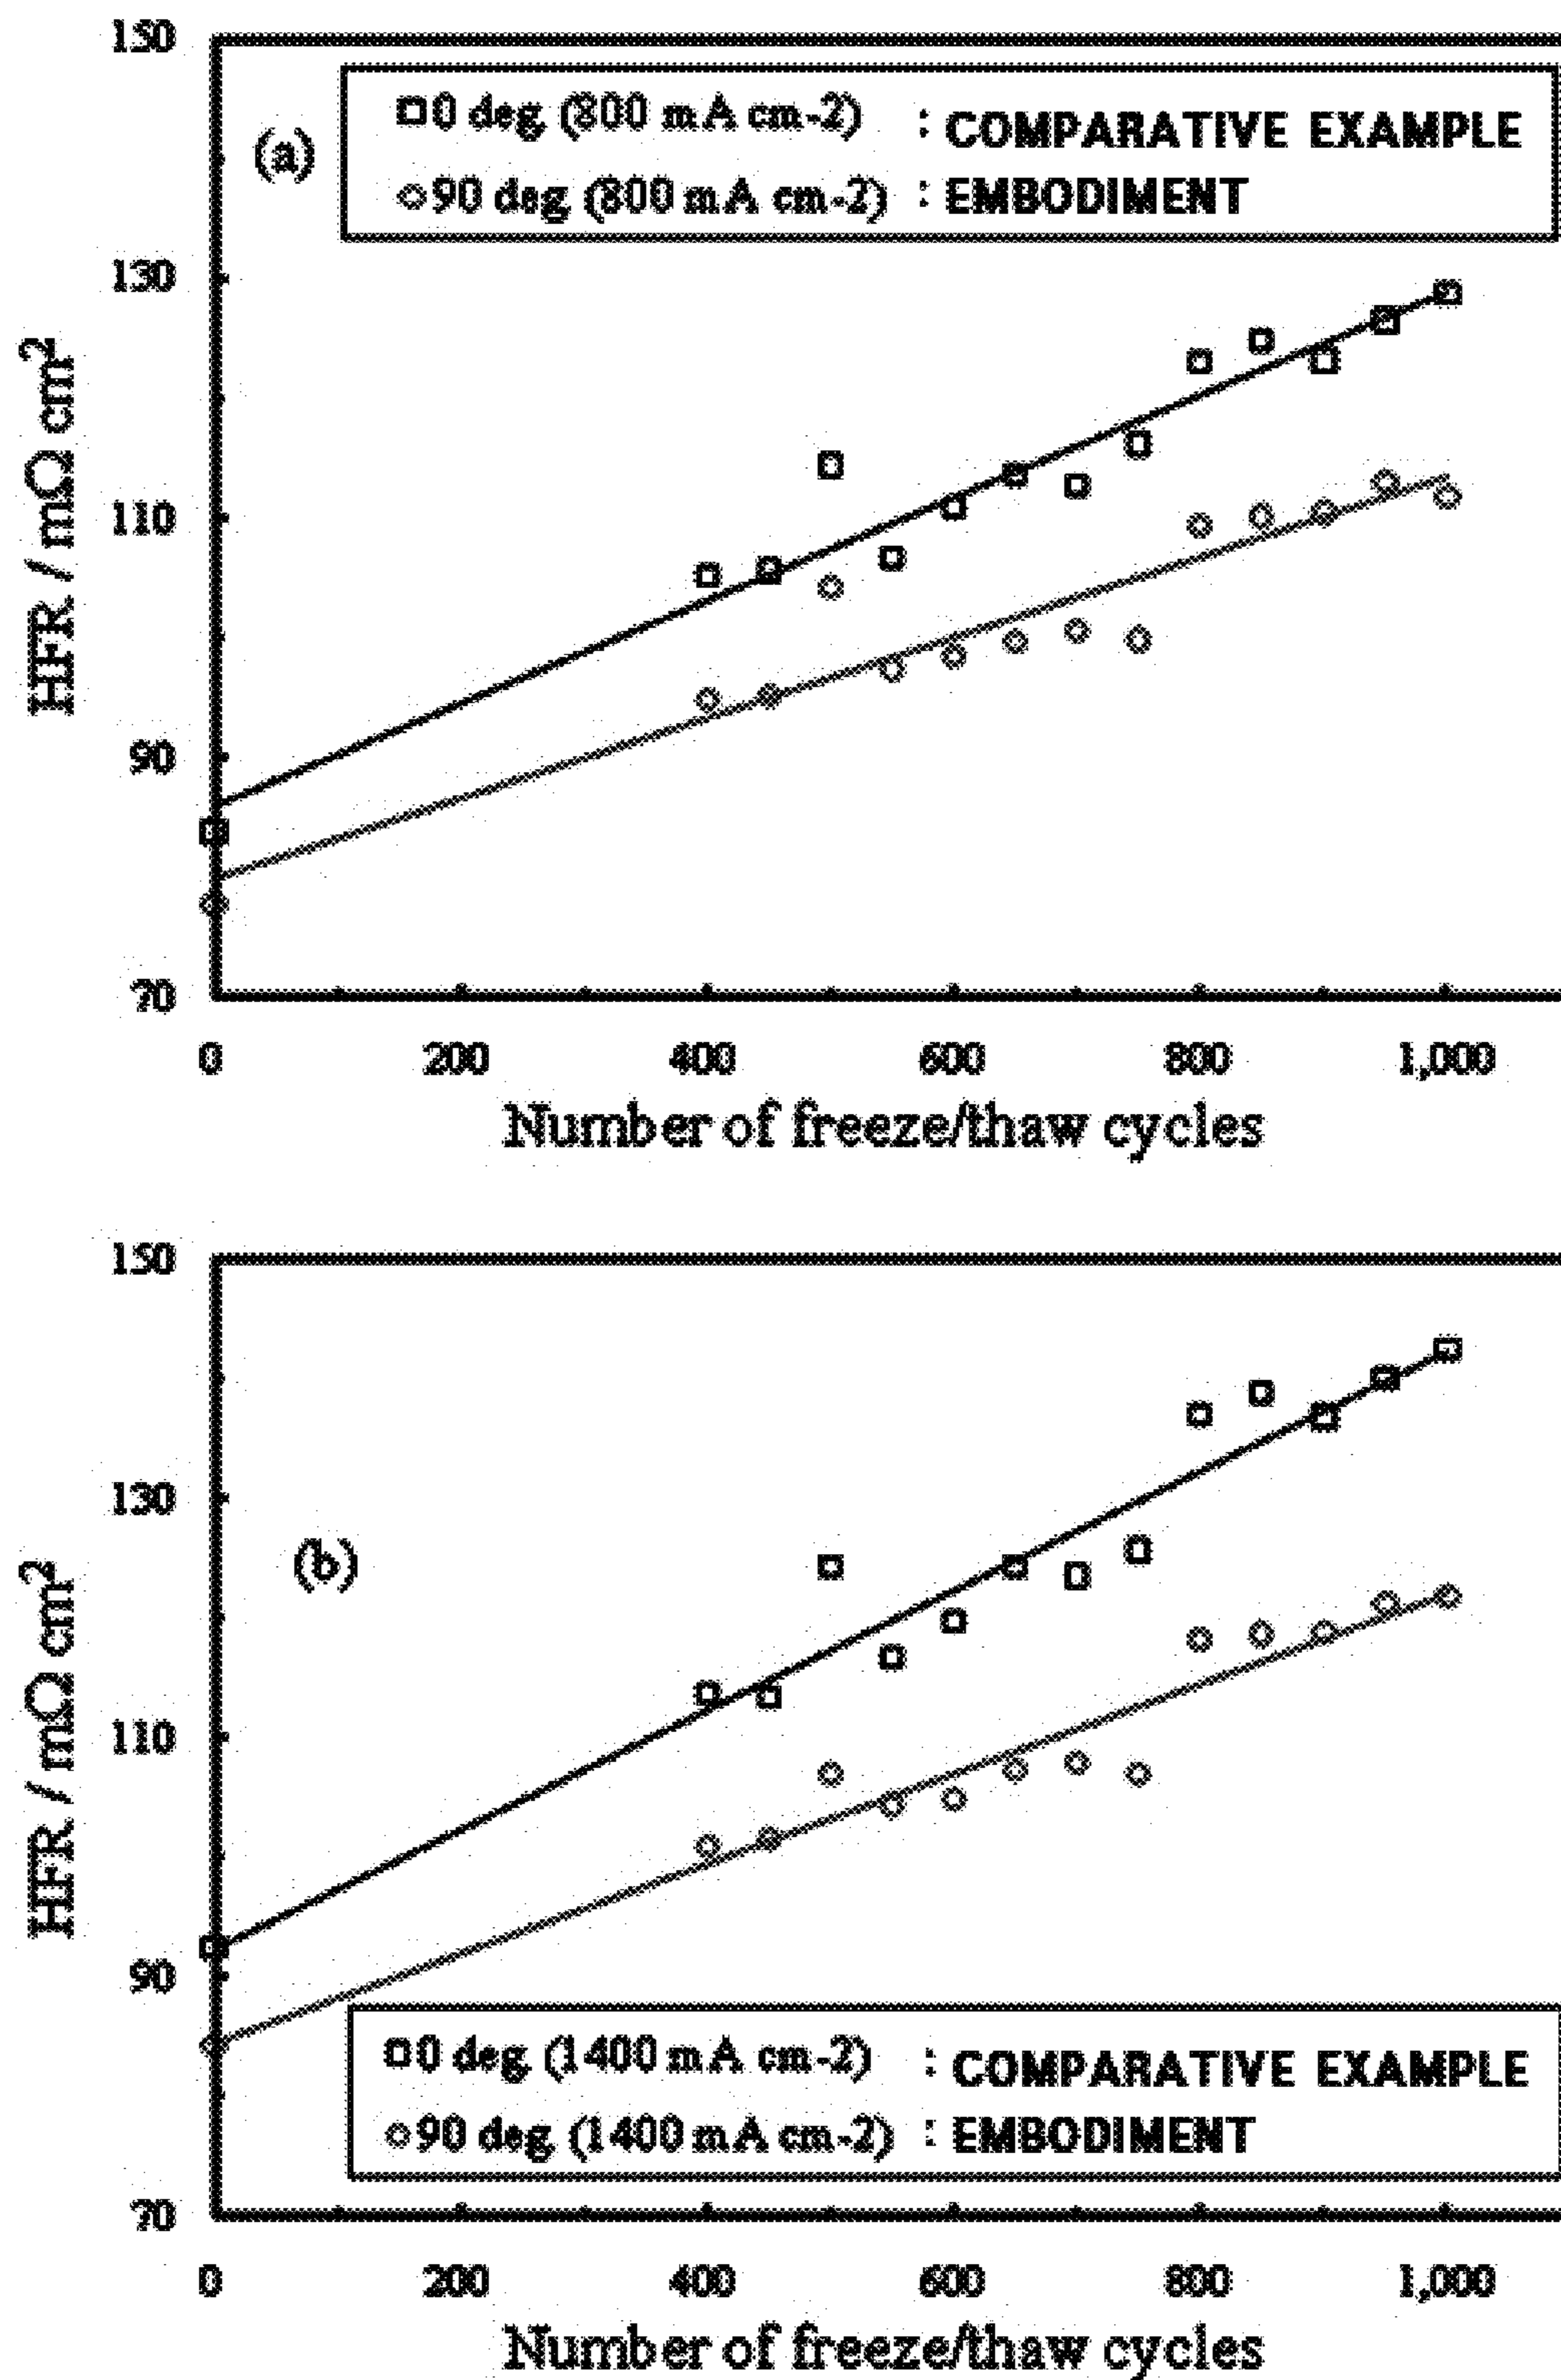 150
(a)
0 deg. (800 mA cm-2) : COMPARATIVE EXAMPLE
90 deg. (800 mA cm-2) : EMBODIMENT
130
110
90
70
HFR / mΩ cm²
0 200 400 600 800 1,000
Number of freeze/thaw cycles
150
130
(b)
110
90
0 deg. (1400 mA cm-2) : COMPARATIVE EXAMPLE
90 deg. (1400 mA cm-2) : EMBODIMENT
70
HFR / mΩ cm²
0 200 400 600 800 1,000
Number of freeze/thaw cycles